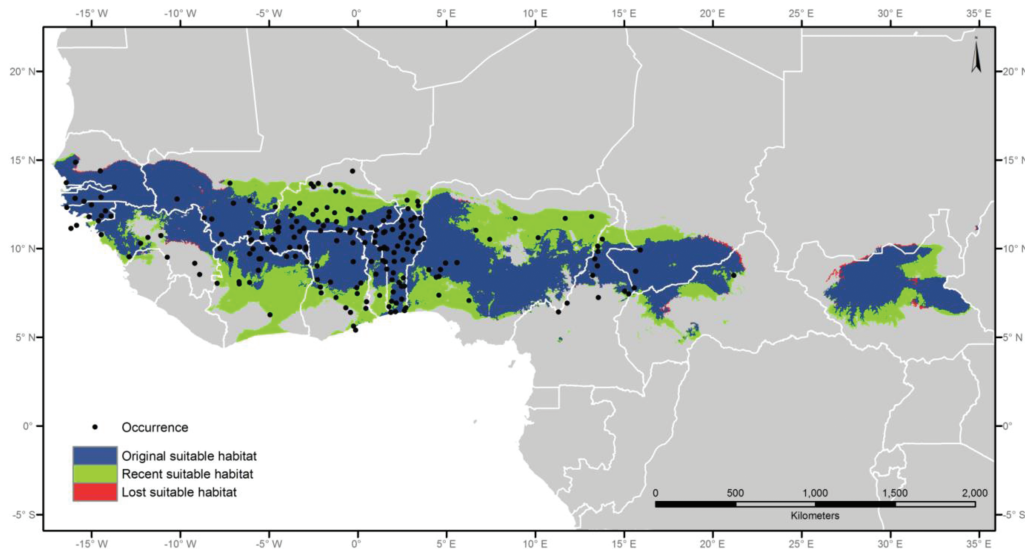 -15° W -10° W -5° W 0° 5° E 10° E 15° E 20° E 25° E 30° E 35° E
20° N 20° N
15° N 15° N
10° N 10° N
5° N 5° N
0° 0°
-5° S -5° S
Occurrence
Original suitable habitat
Recent suitable habitat
Lost suitable habitat
0 500 1,000 1,500 2,000
Kilometers
-15° W -10° W -5° W 0° 5° E 10° E 15° E 20° E 25° E 30° E 35° E